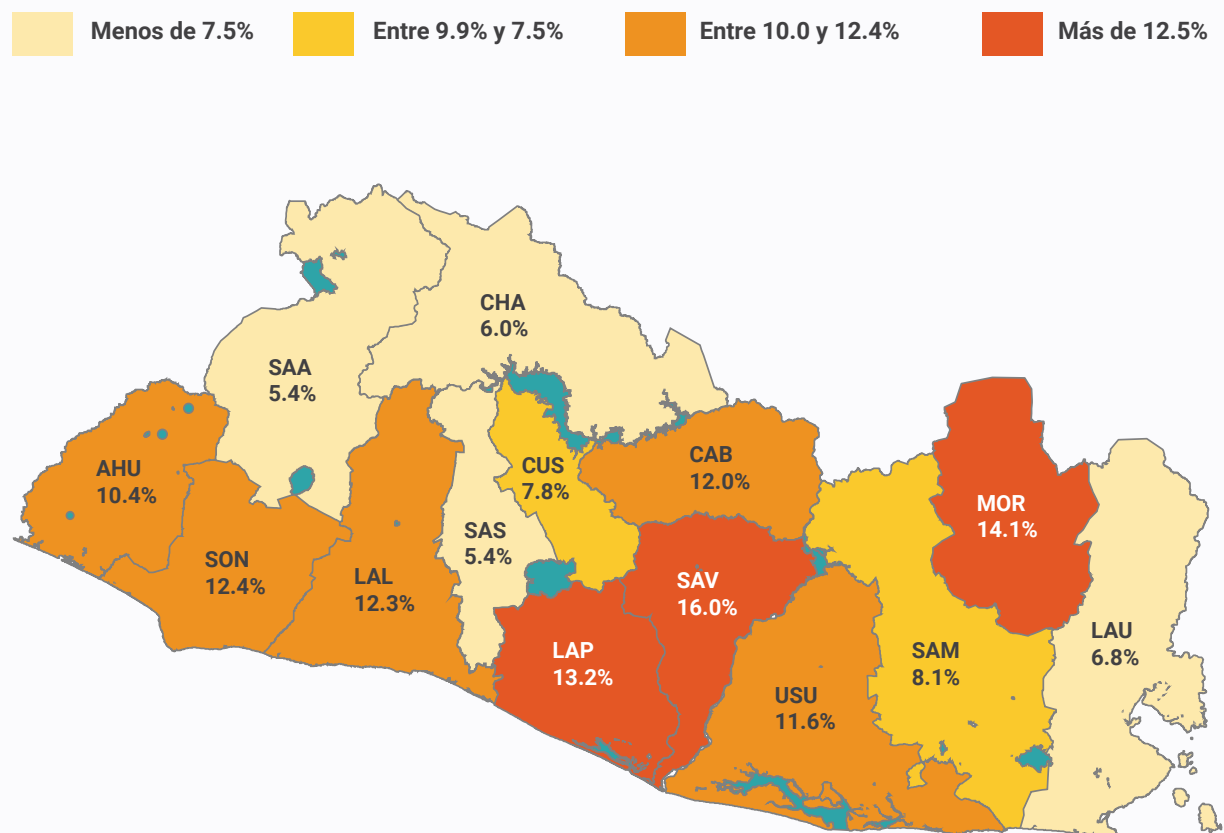 Menos de 7.5%
Entre 9.9% y 7.5%
Entre 10.0 y 12.4%
Más de 12.5%
CHA
6.0%
SAA
5.4%
AHU
10.4%
CUS
7.8%
CAB
12.0%
MOR
14.1%
SAS
5.4%
SON
12.4%
LAL
12.3%
SAV
16.0%
LAP
13.2%
LAU
6.8%
SAM
8.1%
USU
11.6%